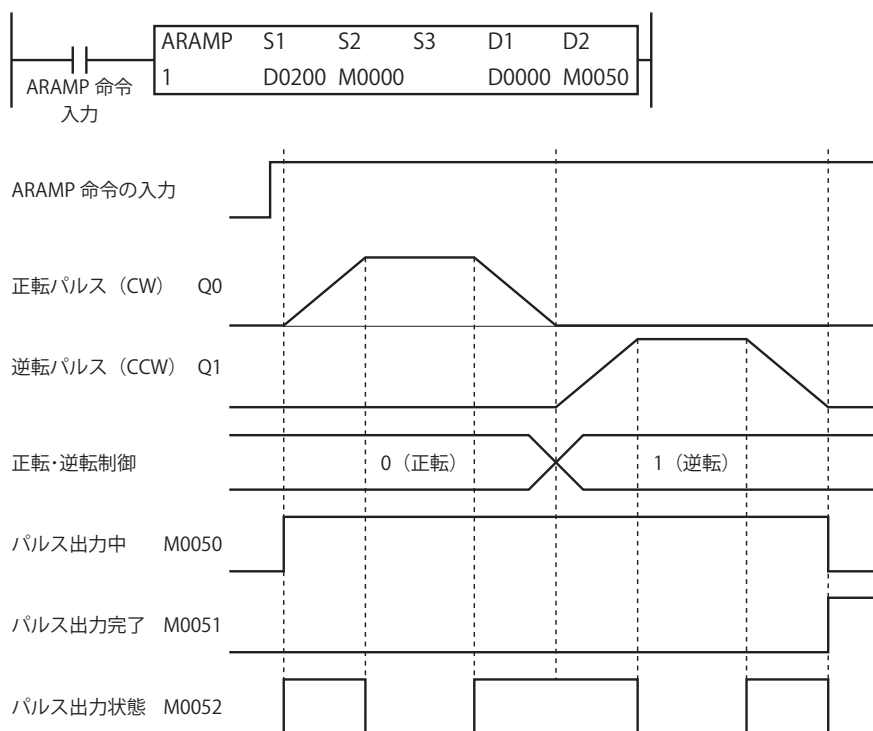 ARAMP S1 S2 S3 D1 D2
1 D0200 M0000 D0000 M0050
ARAMP 命令
入力
ARAMP 命令の入力
正転パルス（CW） Q0
逆転パルス（CCW） Q1
正転･逆転制御 0（正転） 1（逆転）
パルス出力中 M0050
パルス出力完了 M0051
パルス出力状態 M0052